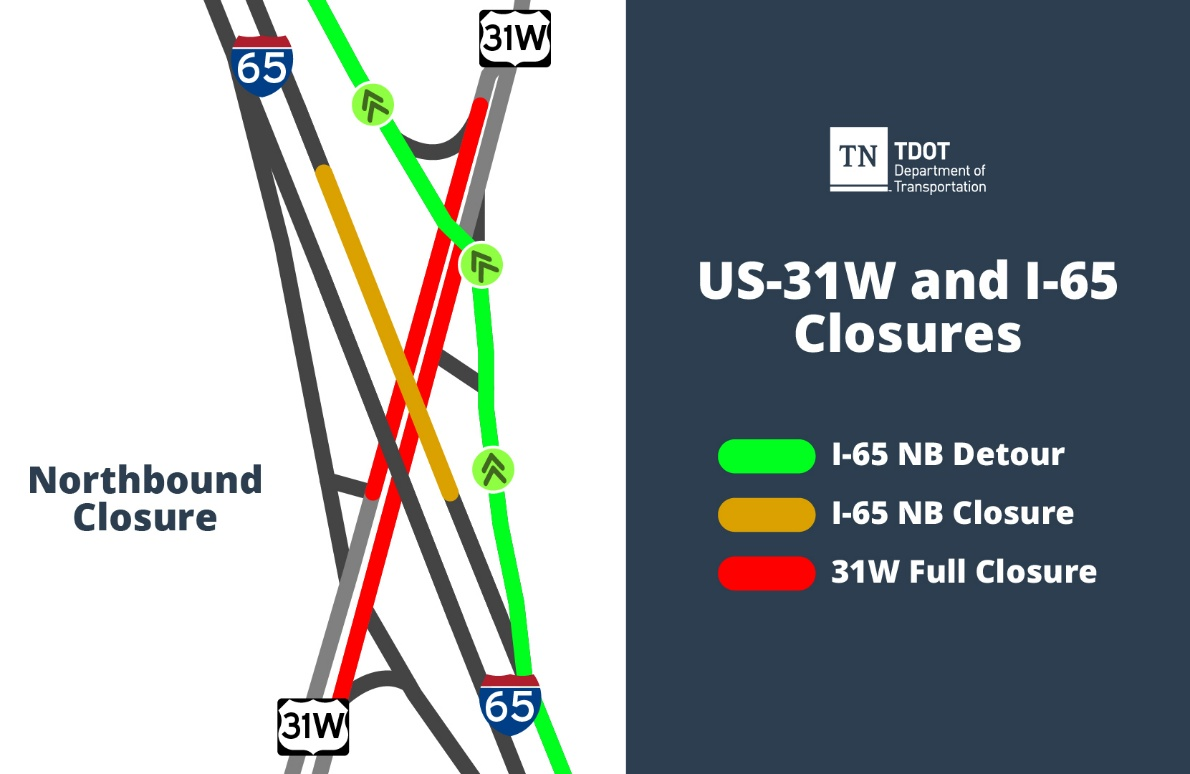 65
31W
Northbound
Closure
31W
65
TN
TDOT
Department of
Transportation
US-31W and I-65
Closures
I-65 NB Detour
I-65 NB Closure
31W Full Closure